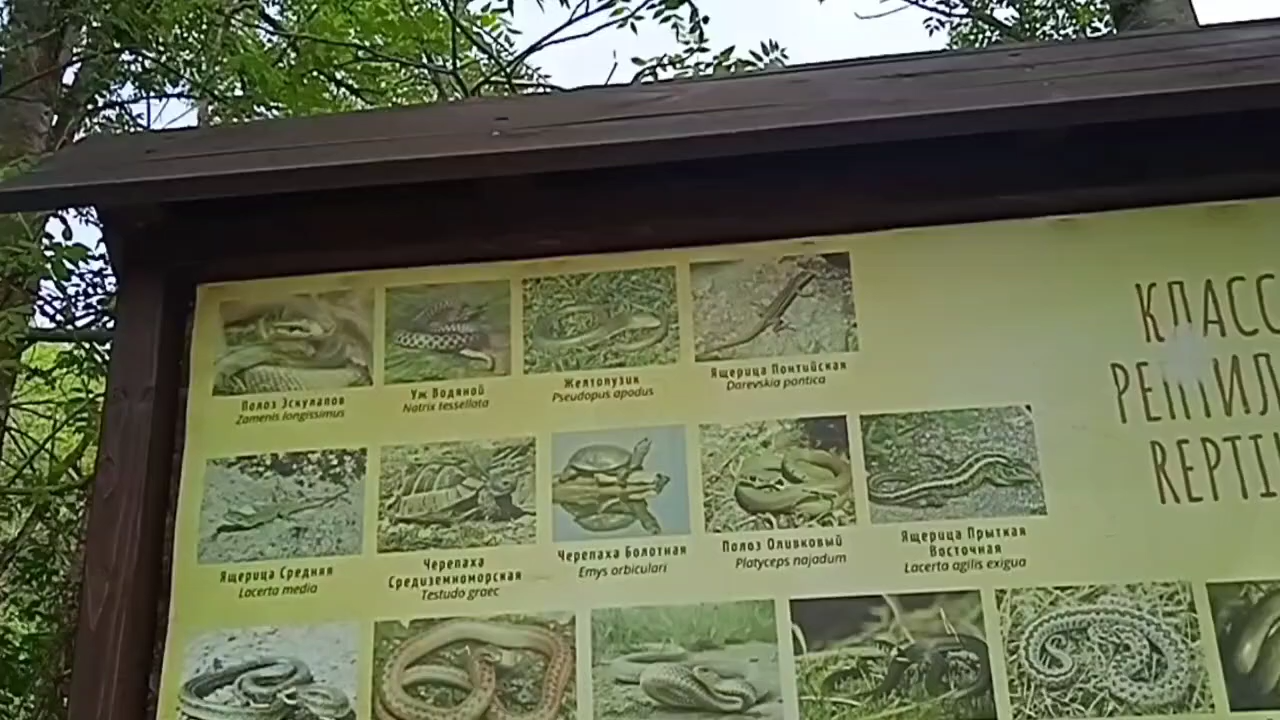 Полоз Эскулапов
Zamenis longissimus
Уж Водяной
Natrix tessellata
Желтопузик
Pseudopus apodus
Ящерица Понтийская
Darevskia pontica
Ящерица Средняя
Lacerta media
Черепаха
Средиземноморская
Testudo graec
Черепаха Болотная
Emys orbiculari
Полоз Оливковый
Platyceps najadum
Ящерица Прыткая
Восточная
Lacerta agilis exigua
КЛАСС
РЕПТИЛ
REPTI